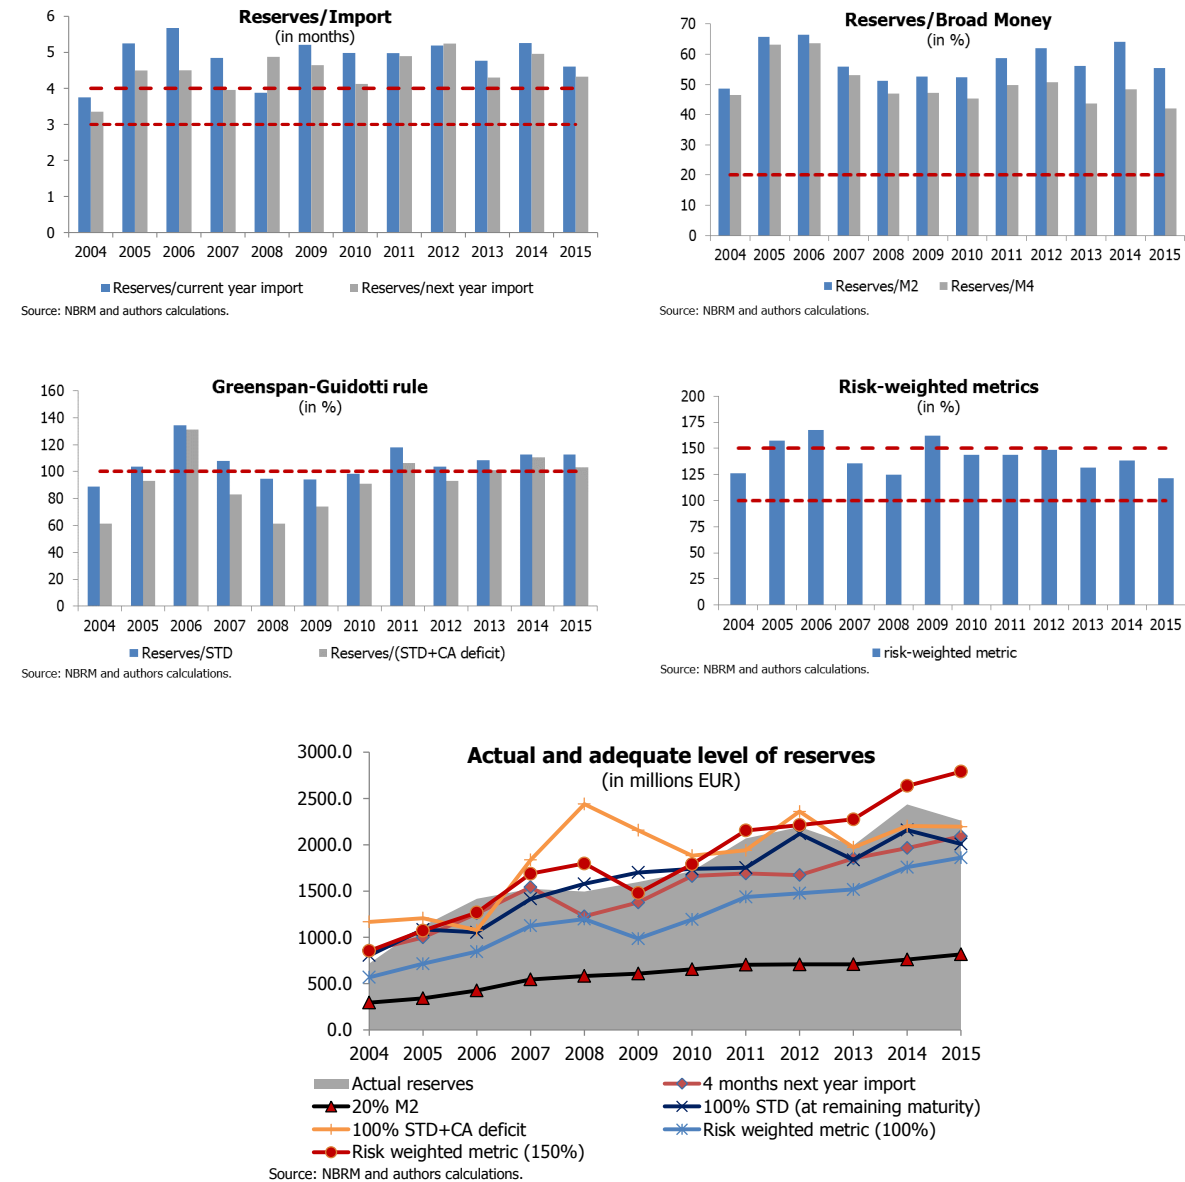 Reserves/Import
(in months)
6
5
4
3
2
1
0
2004 2005 2006 2007 2008 2009 2010 2011 2012 2013 2014 2015
Reserves/current year import Reserves/next year import
Source: NBRM and authors calculations.
Reserves/Broad Money
(in %)
70
60
50
40
30
20
10
0
2004 2005 2006 2007 2008 2009 2010 2011 2012 2013 2014 2015
Reserves/M2 Reserves/M4
Source: NBRM and authors calculations.
Greenspan-Guidotti rule
(in %)
160
140
120
100
80
60
40
20
0
2004 2005 2006 2007 2008 2009 2010 2011 2012 2013 2014 2015
Reserves/STD Reserves/(STD+CA deficit)
Source: NBRM and authors calculations.
Risk-weighted metrics
(in %)
200
175
150
125
100
75
50
25
0
2004 2005 2006 2007 2008 2009 2010 2011 2012 2013 2014 2015
risk-weighted metric
Source: NBRM and authors calculations.
Actual and adequate level of reserves
(in millions EUR)
3000.0
2500.0
2000.0
1500.0
1000.0
500.0
0.0
2004 2005 2006 2007 2008 2009 2010 2011 2012 2013 2014 2015
Actual reserves 4 months next year import
20% M2 100% STD (at remaining maturity)
100% STD+CA deficit Risk weighted metric (100%)
Risk weighted metric (150%)
Source: NBRM and authors calculations.